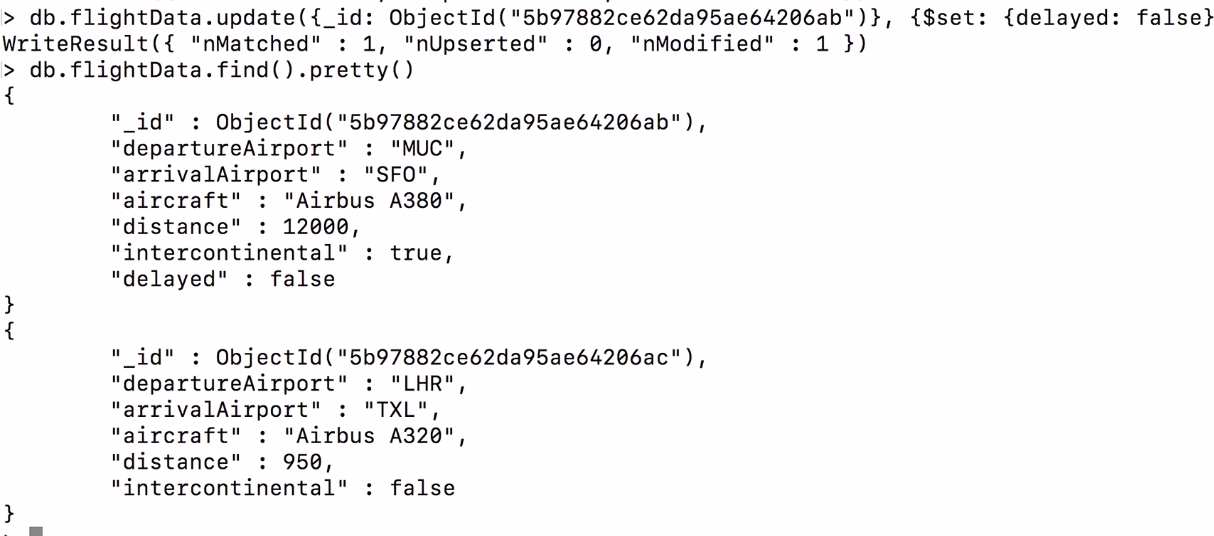 > db.flightData.update({_id: ObjectId("5b97882ce62da95ae64206ab")}, {$set: {delayed: false}
WriteResult({ "nMatched" : 1, "nUpserted" : 0, "nModified" : 1 })
> db.flightData.find().pretty()
{
"_id" : ObjectId("5b97882ce62da95ae64206ab"),
"departureAirport" : "MUC",
"arrivalAirport" : "SFO",
"aircraft" : "Airbus A380",
"distance" : 12000,
"intercontinental" : true,
"delayed" : false
}
{
"_id" : ObjectId("5b97882ce62da95ae64206ac"),
"departureAirport" : "LHR",
"arrivalAirport" : "TXL",
"aircraft" : "Airbus A320",
"distance" : 950,
"intercontinental" : false
}